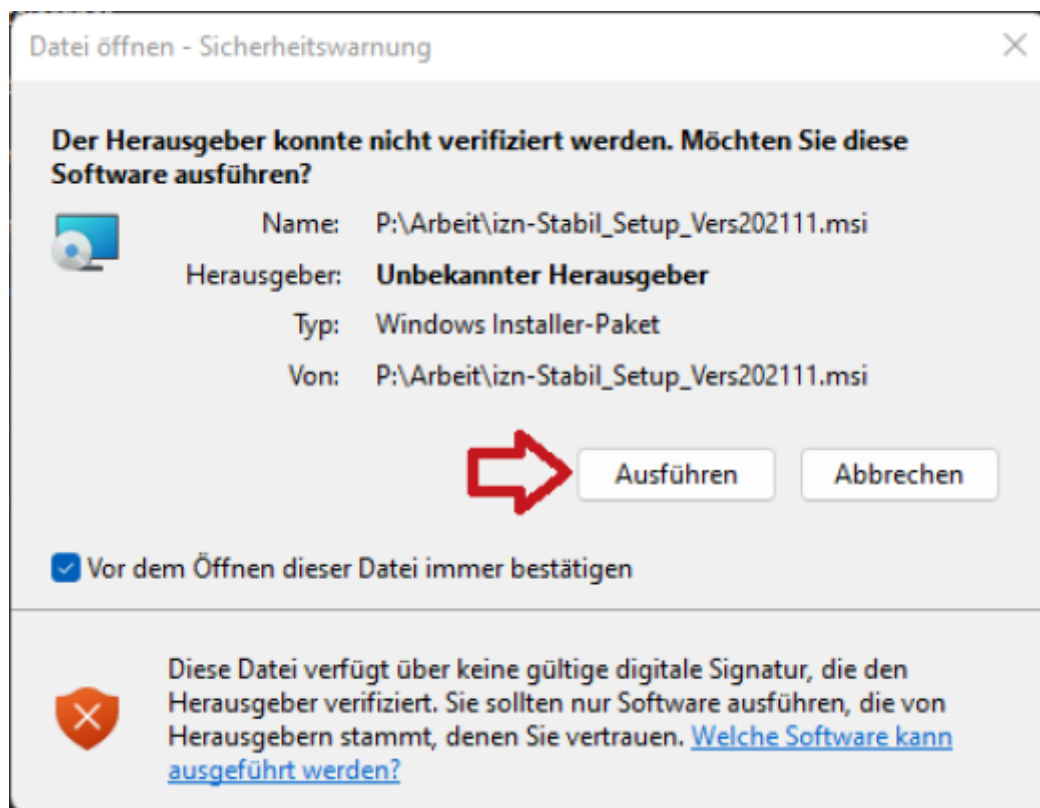 Datei öffnen - Sicherheitswarnung
Der Herausgeber konnte nicht verifiziert werden. Möchten Sie diese
Software ausführen?
Name: P:\Arbeit\izn-Stabil_Setup_Vers202111.msi
Herausgeber: Unbekannter Herausgeber
Typ: Windows Installer-Paket
Von: P:\Arbeit\izn-Stabil_Setup_Vers202111.msi
Ausführen Abbrechen
Vor dem Öffnen dieser Datei immer bestätigen
Diese Datei verfügt über keine gültige digitale Signatur, die den
Herausgeber verifiziert. Sie sollten nur Software ausführen, die von
Herausgebern stammt, denen Sie vertrauen. Welche Software kann
ausgeführt werden?